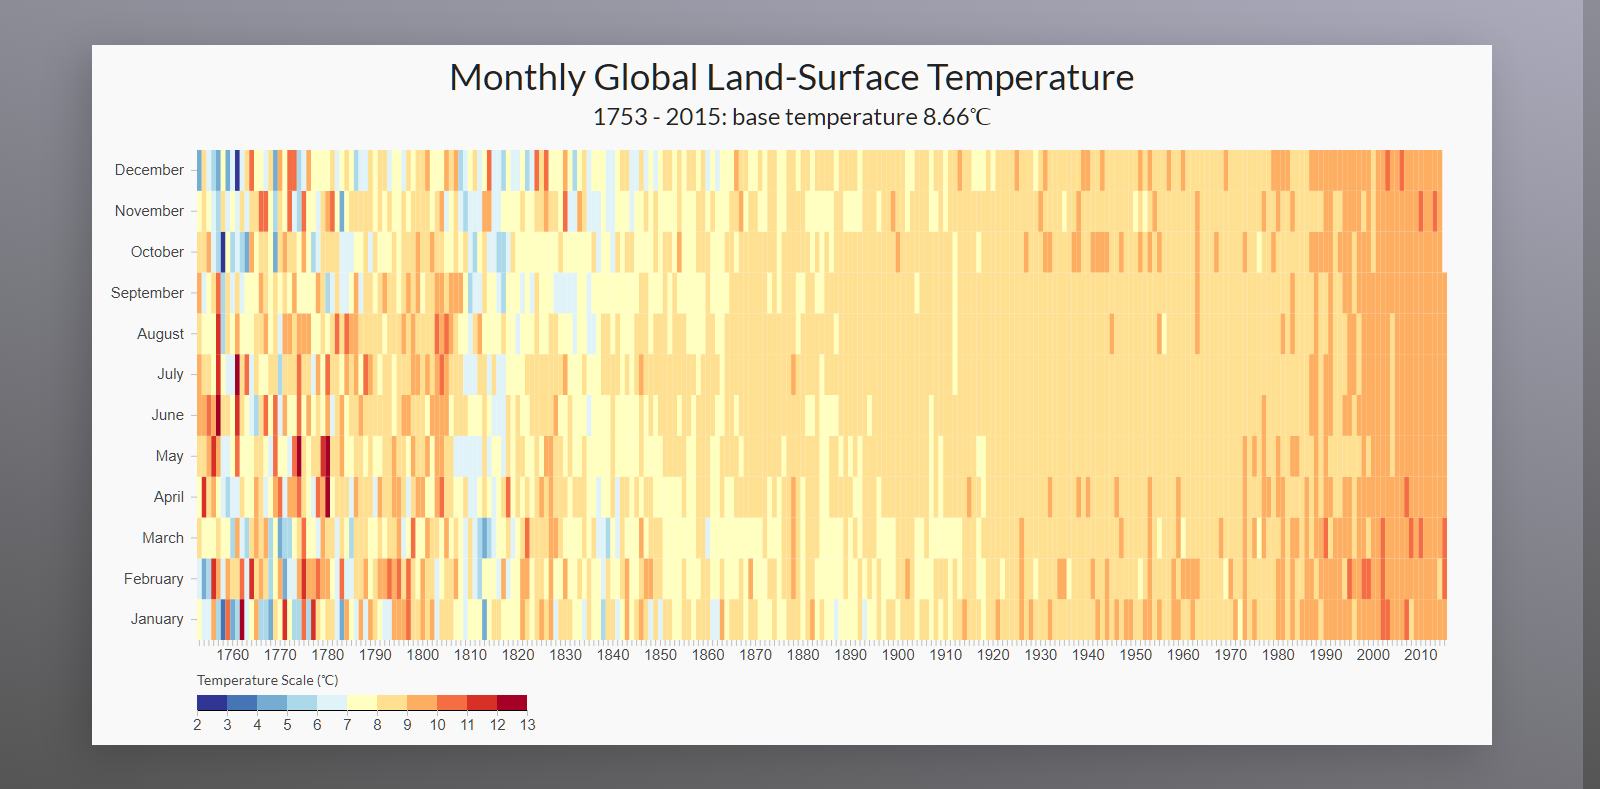 Monthly Global Land-Surface Temperature
1753 - 2015: base temperature 8.66℃
December
November
October
September
August
July
June
May
April
March
February
January
1760 1770 1780 1790 1800 1810 1820 1830 1840 1850 1860 1870 1880 1890 1900 1910 1920 1930 1940 1950 1960 1970 1980 1990 2000 2010
Temperature Scale (℃)
2 3 4 5 6 7 8 9 10 11 12 13